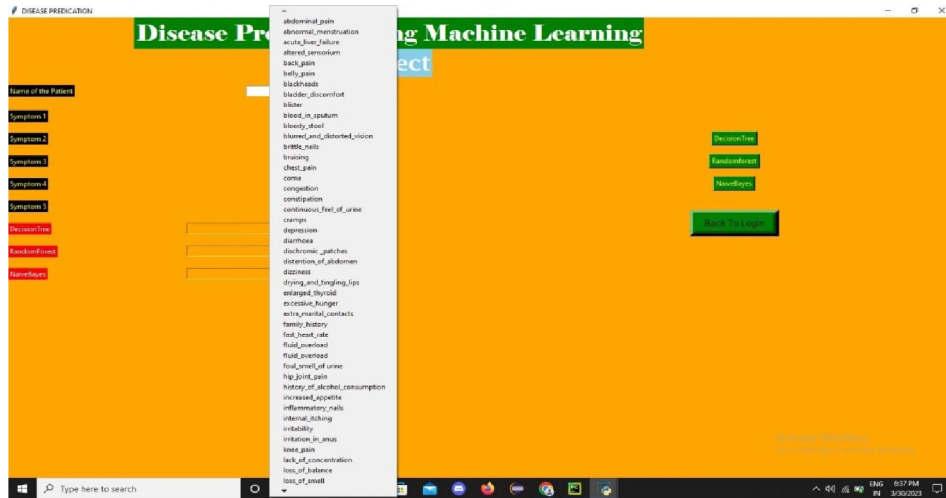 DISEASE PREDICATION
Disease Pre
ng Machine Learning
ect
Name of the Patient
Symptom 1
Symptom 2
Symptom 3
Symptom 4
Symptom 5
DecisionTree
RandomForest
NaiveBayes
abdominal_pain
abnormal_menstruation
acute_liver_failure
altered_sensorium
back_pain
belly_pain
blackheads
bladder_discomfort
blister
blood_in_sputum
bloody_stool
blurred_and_distorted_vision
brittle_nails
bruising
chest_pain
coma
congestion
constipation
continuous_feel_of_urine
cramps
depression
diarrhoea
dischromic _patches
distention_of_abdomen
dizziness
drying_and_tingling_lips
enlarged_thyroid
excessive_hunger
extra_marital_contacts
family_history
fast_heart_rate
fluid_overload
fluid_overload
foul_smell_of urine
hip_joint_pain
history_of_alcohol_consumption
increased_appetite
inflammatory_nails
internal_itching
irritability
irritation_in_anus
knee_pain
lack_of_concentration
loss_of_balance
loss_of_smell
DecisionTree
Randomforest
NaiveBayes
Back To Login
Type here to search
ENG 6:37 PM
IN 3/30/2023